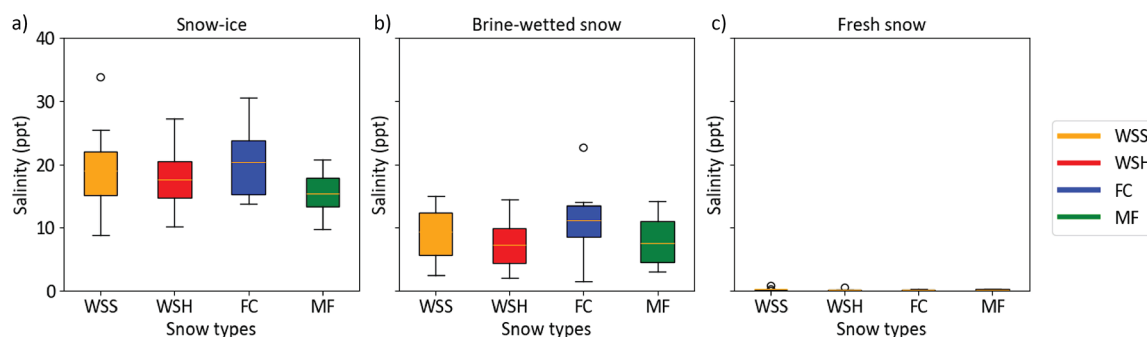 a) Snow-ice
b) Brine-wetted snow
c) Fresh snow
Salinity (ppt)
40
30
20
10
0
WSS WSH FC MF
Snow types
Salinity (ppt)
WSS WSH FC MF
Snow types
Salinity (ppt)
WSS WSH FC MF
Snow types
WSS
WSH
FC
MF